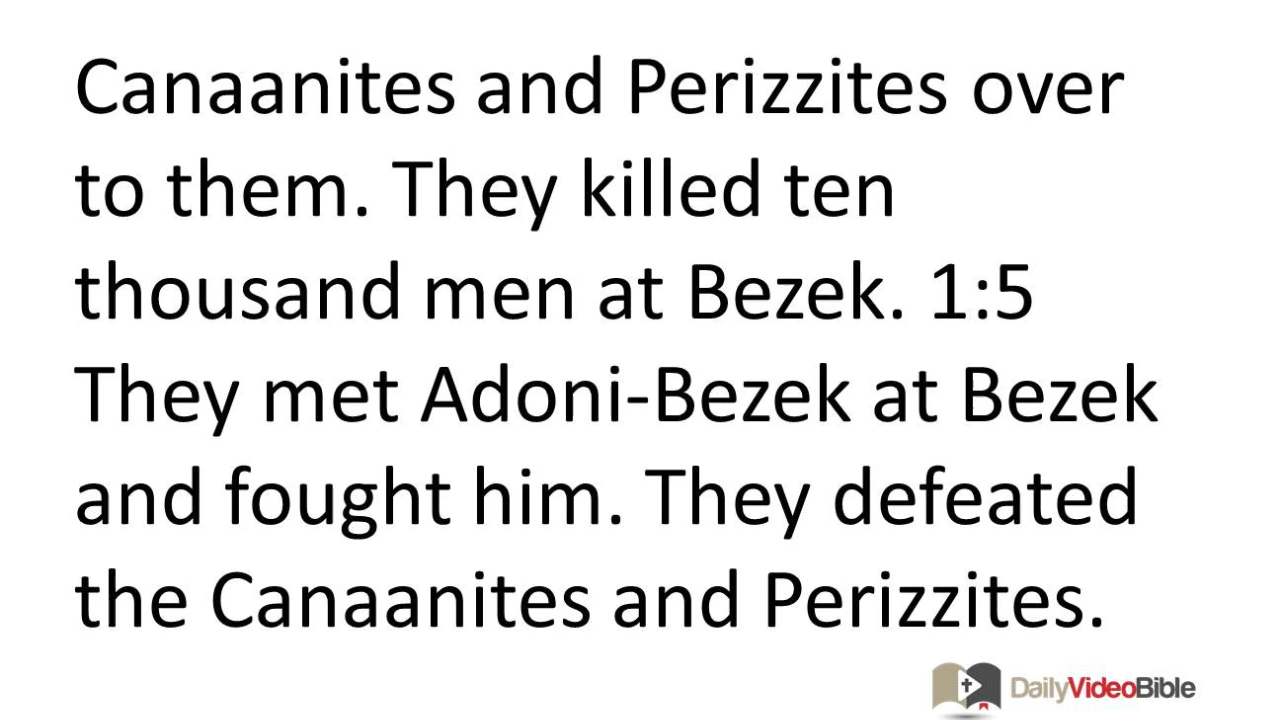 Canaanites and Perizzites over
to them. They killed ten
thousand men at Bezek. 1:5
They met Adoni-Bezek at Bezek
and fought him. They defeated
the Canaanites and Perizzites.
DailyVideoBible